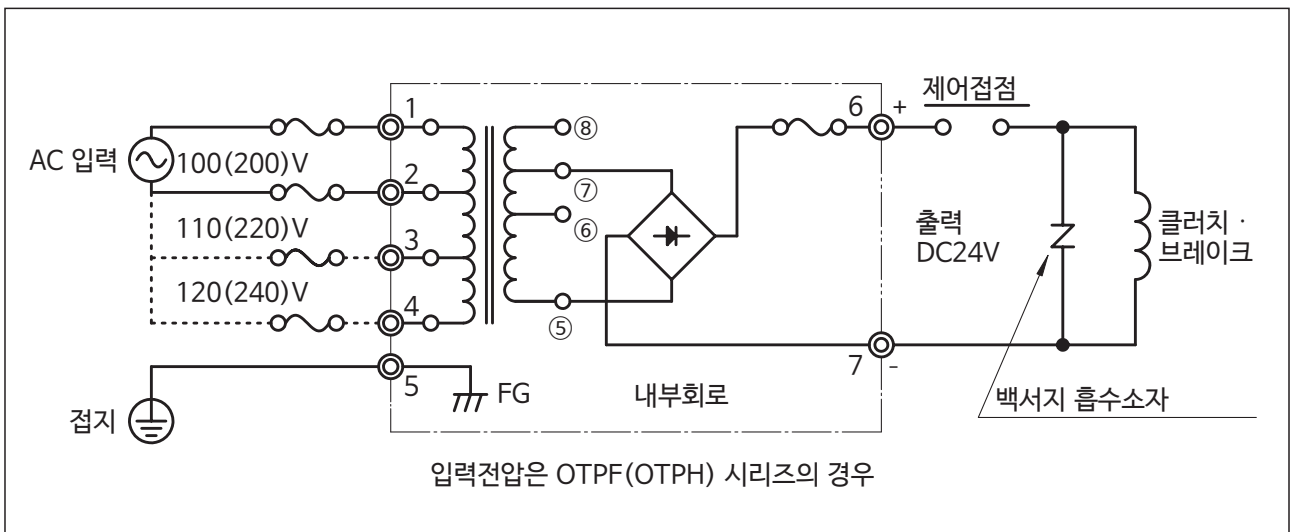 제어접점
1
6
+
⑧
AC 입력
100(200)V
2
⑦
⑥
110(220)V
3
출력
DC24V
클러치 ·
브레이크
120(240)V
4
⑤
7
-
5
FG
내부회로
백서지 흡수소자
접지
입력전압은 OTPF(OTPH) 시리즈의 경우